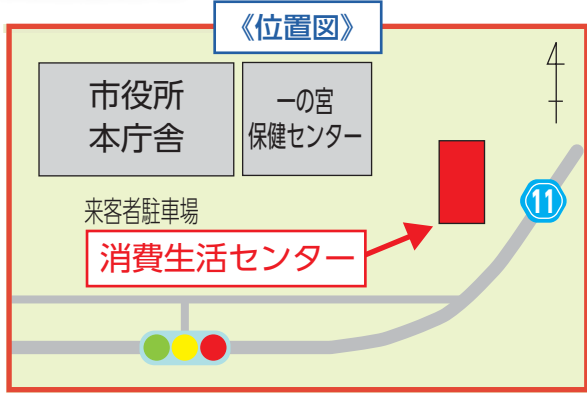 《位置図》
市役所
本庁舎
一の宮
保健センター
11
来客者駐車場
消費生活センター